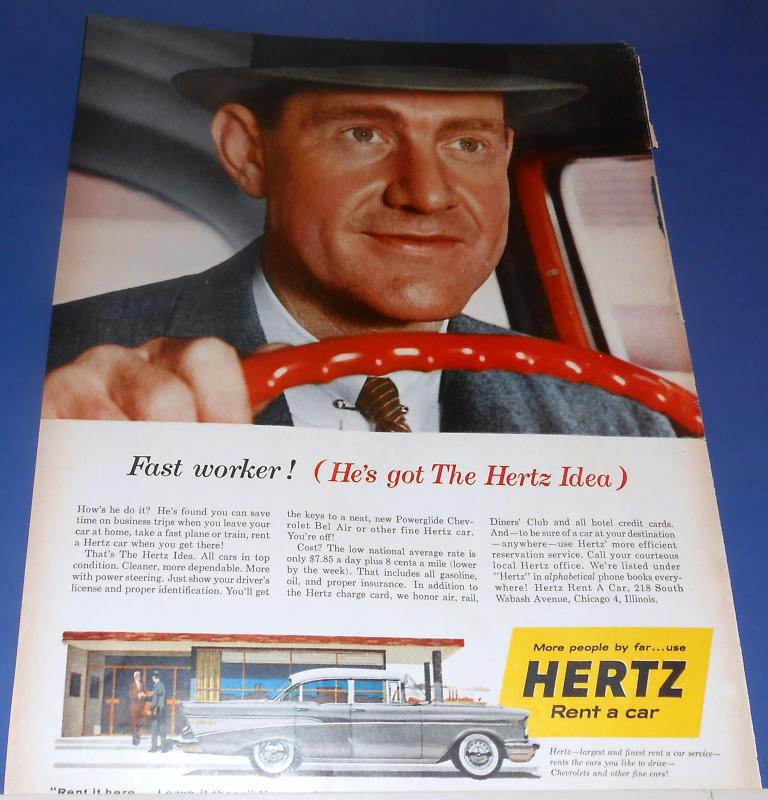 Fast worker! (He's got The Hertz Idea)
How's he do it? He's found you can save
time on business trips when you leave your
car at home, take a fast plane or train, rent
a Hertz car when you get there!
That's The Hertz Idea. All cars in top
condition. Cleaner, more dependable. More
with power steering. Just show your driver's
license and proper identification. You'll get
the keys to a neat, new Powerglide Chev-
rolet Bel Air or other fine Hertz car.
You're off!
Cost? The low national average rate is
only $7.85 a day plus 8 cents a mile (lower
by the week). That includes all gasoline,
oil, and proper insurance. In addition to
the Hertz charge card, we honor air, rail,
Diners' Club and all hotel credit cards.
And—to be sure of a car at your destination
—anywhere—use Hertz' more efficient
reservation service. Call your courteous
local Hertz office. We're listed under
"Hertz" in alphabetical phone books every-
where! Hertz Rent A Car, 218 South
Wabash Avenue, Chicago 4, Illinois.
More people by far...use
HERTZ
Rent a car
Hertz—largest and finest rent a car service—
rents the cars you like to drive—
Chevrolets and other fine cars!
"Rent it here... Leave it there"